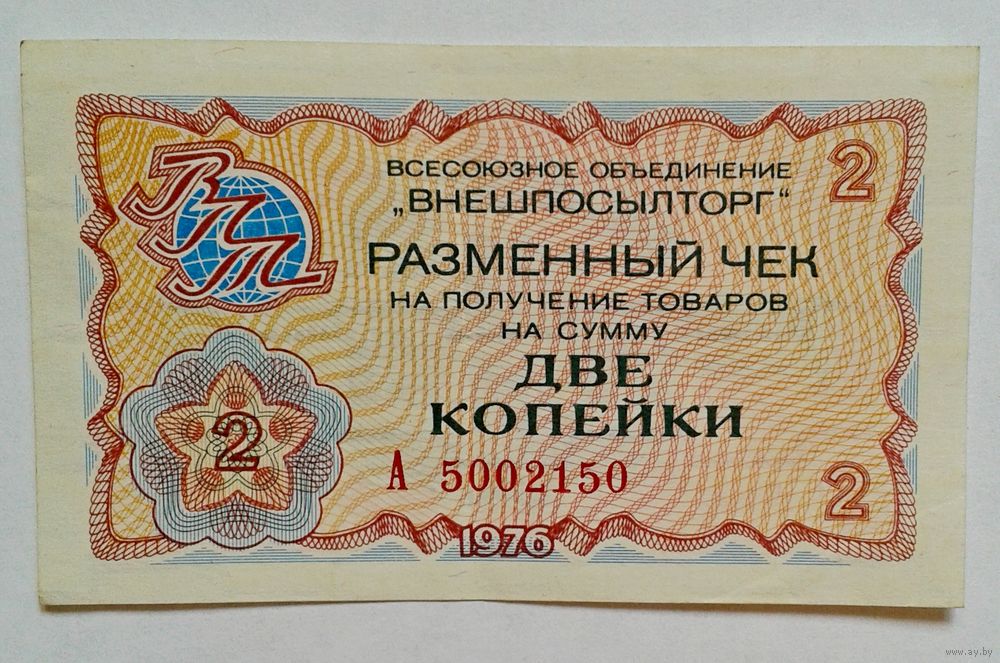 ВПТ
ВСЕСОЮЗНОЕ ОБЪЕДИНЕНИЕ
„ВНЕШПОСЫЛТОРГ“
2
РАЗМЕННЫЙ ЧЕК
НА ПОЛУЧЕНИЕ ТОВАРОВ
НА СУММУ
ДВЕ
КОПЕЙКИ
2
А 5002150
2
1976
www.ay.by